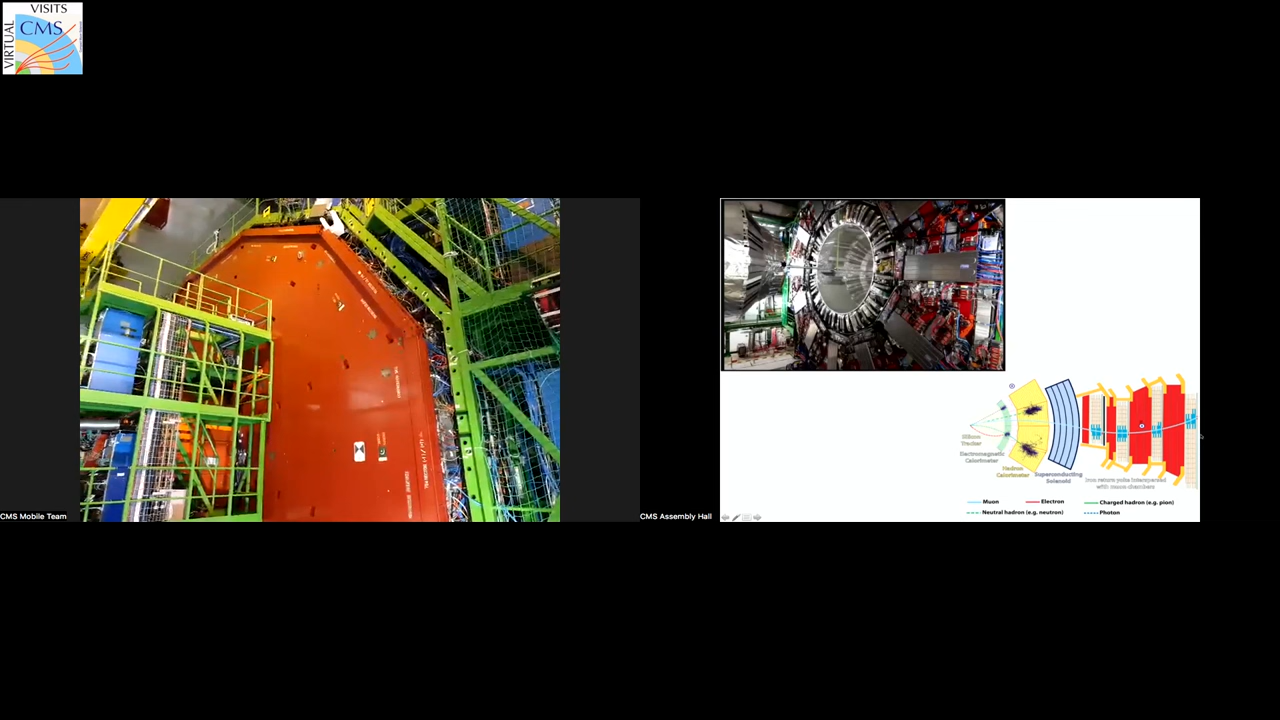 VISITS
CMS
VIRTUAL
CMS Mobile Team
CMS Assembly Hall
Silicon
Tracker
Electromagnetic
Calorimeter
Hadron
Calorimeter
Superconducting
Solenoid
Iron return yoke interspersed
with muon chambers
Muon
Electron
Charged hadron (e.g. pion)
Neutral hadron (e.g. neutron)
Photon